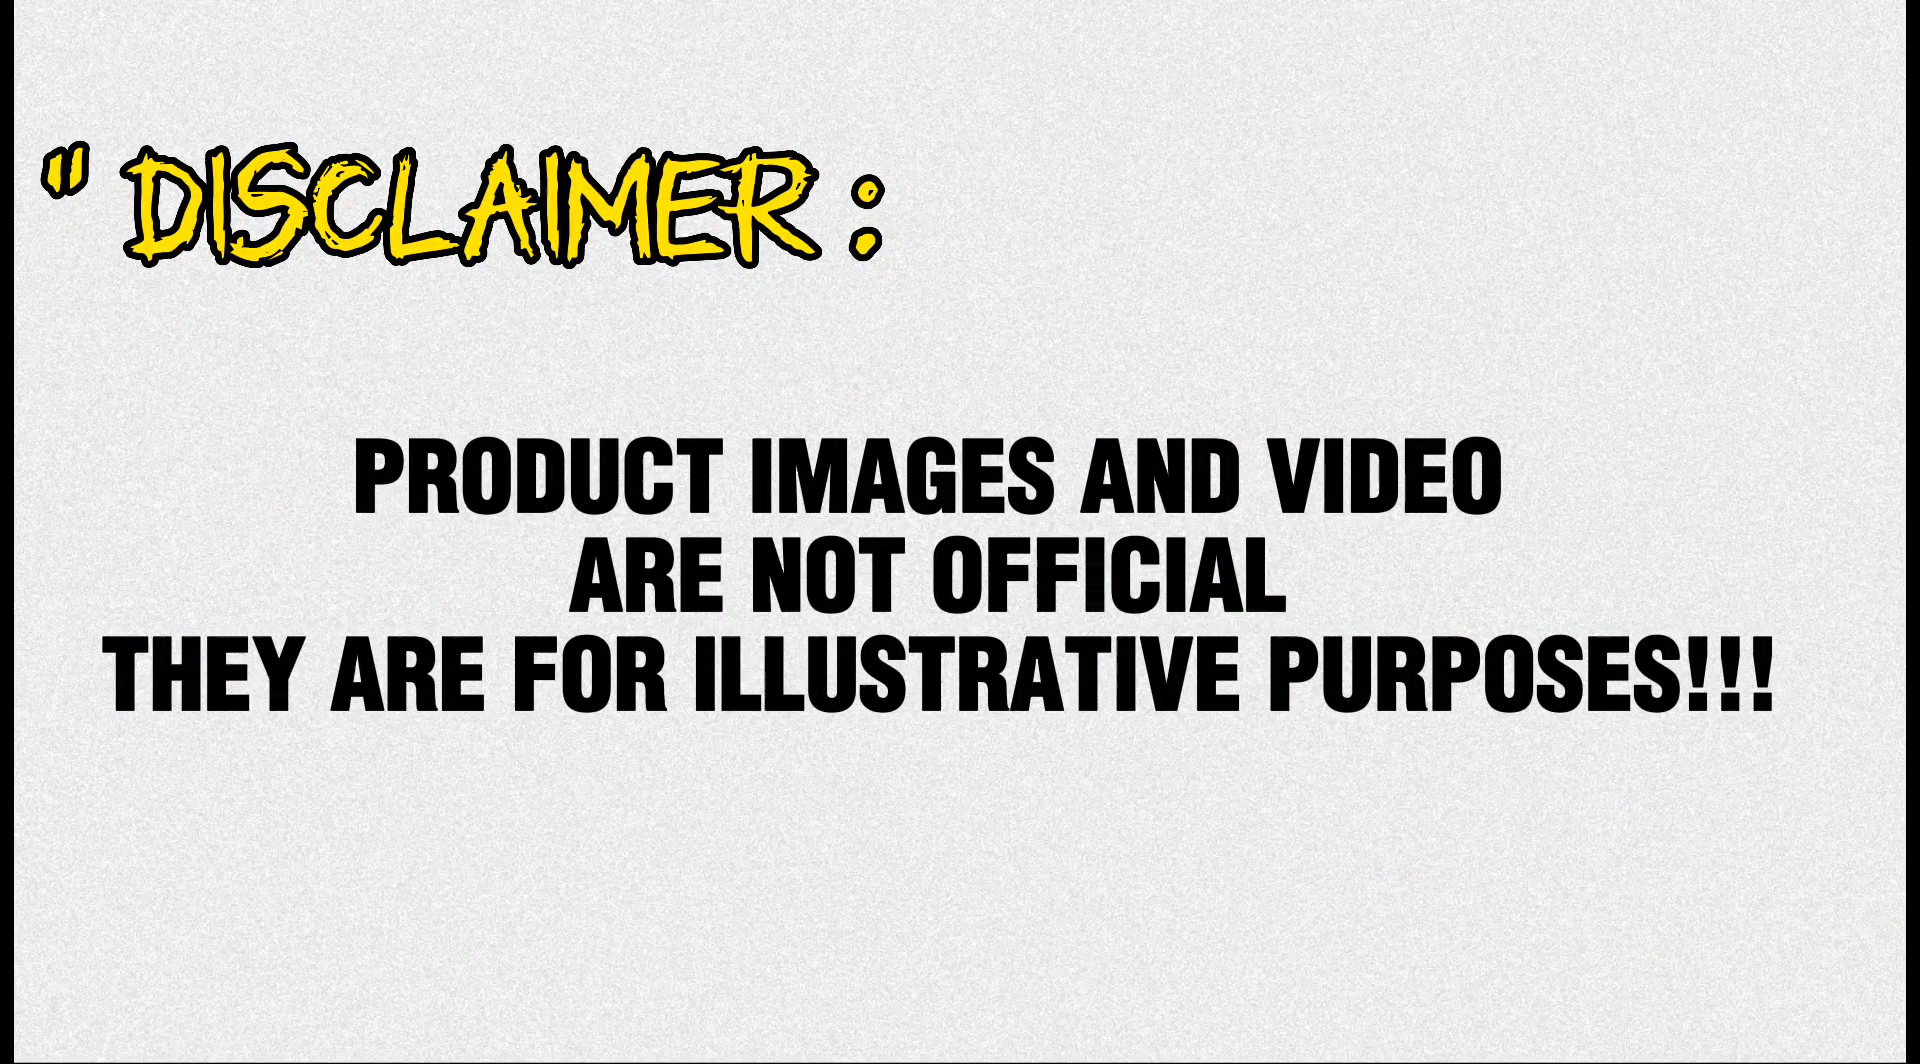 " DISCLAIMER :
PRODUCT IMAGES AND VIDEO
ARE NOT OFFICIAL
THEY ARE FOR ILLUSTRATIVE PURPOSES!!!